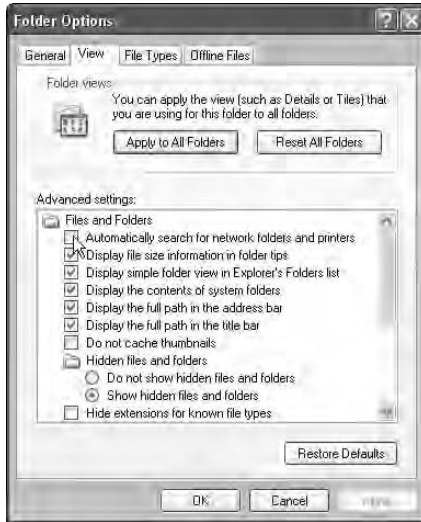 Folder Options
General View File Types Offline Files
Folder views
You can apply the view (such as Details or Tiles) that
you are using for this folder to all folders.
Apply to All Folders Reset All Folders
Advanced settings:
Files and Folders
Automatically search for network folders and printers
Display file size information in folder tips
Display simple folder view in Explorer's Folders list
Display the contents of system folders
Display the full path in the address bar
Display the full path in the title bar
Do not cache thumbnails
Hidden files and folders
Do not show hidden files and folders
Show hidden files and folders
Hide extensions for known file types
Restore Defaults
OK Cancel